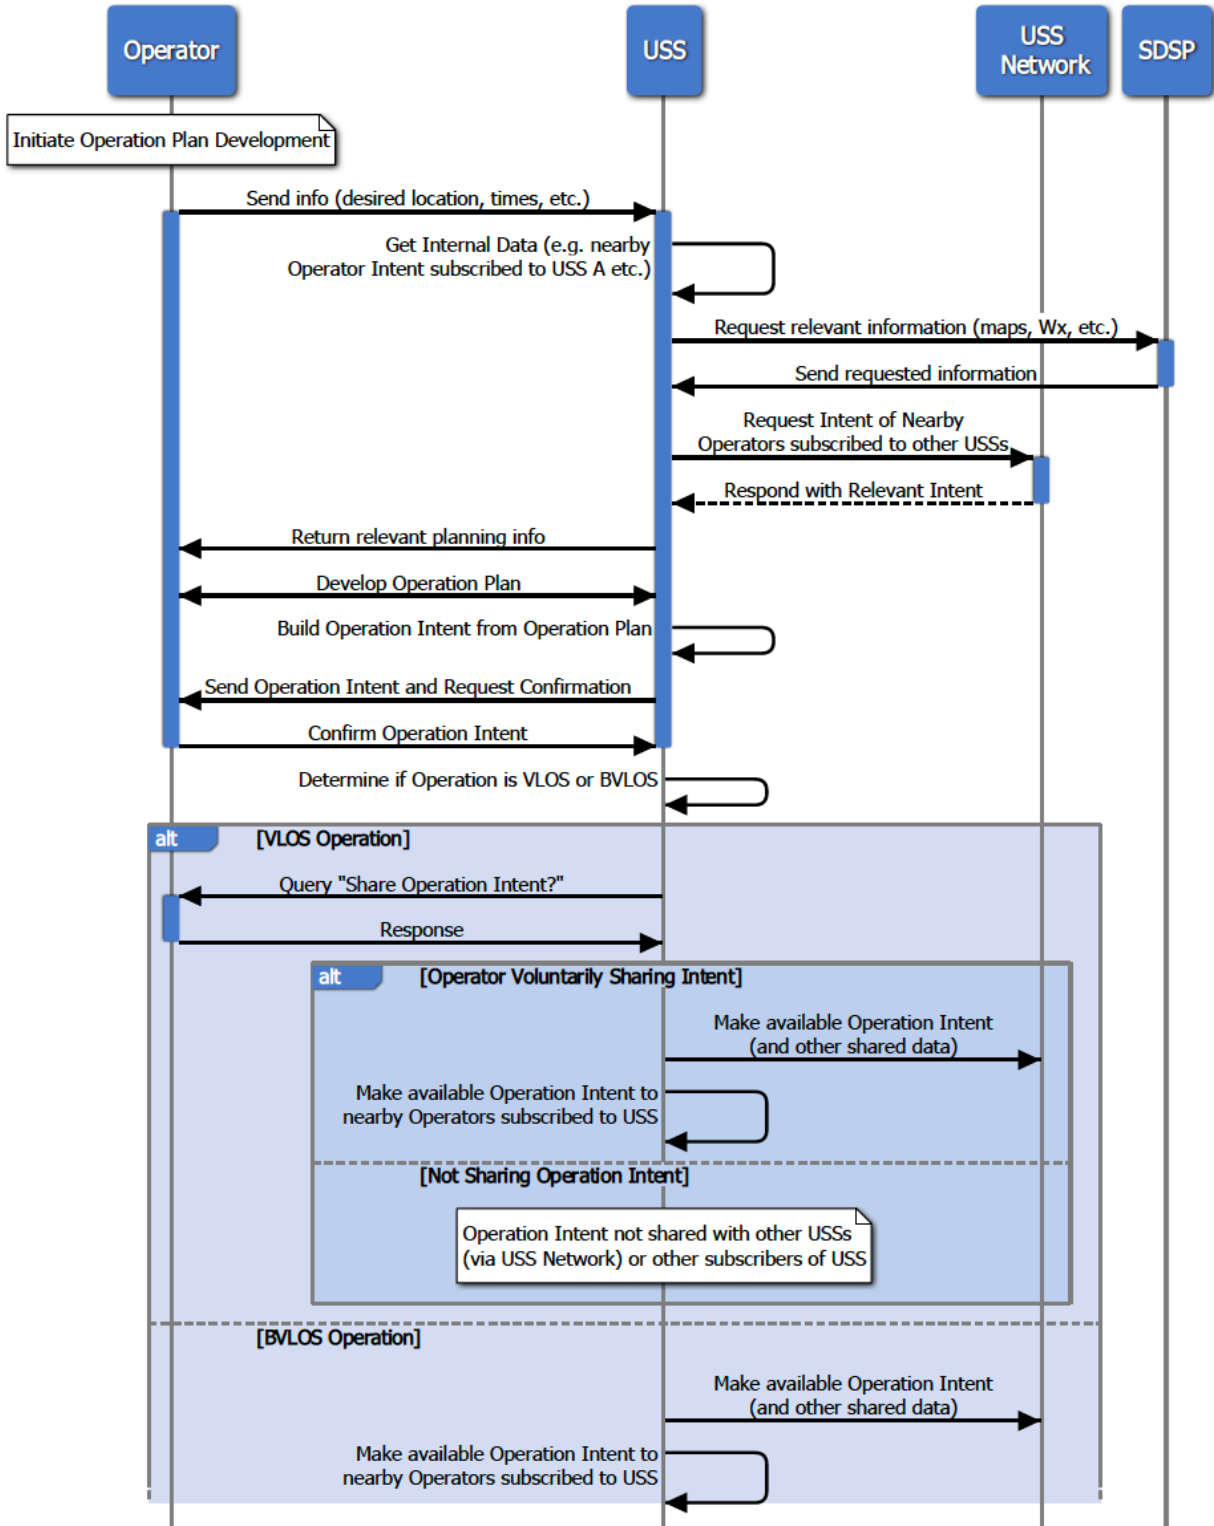 Operator
USS
USS
Network
SDSP
Initiate Operation Plan Development
Send info (desired location, times, etc.)
Get Internal Data (e.g. nearby
Operator Intent subscribed to USS A etc.)
Request relevant information (maps, Wx, etc.)
Send requested information
Request Intent of Nearby
Operators subscribed to other USSs
Respond with Relevant Intent
Return relevant planning info
Develop Operation Plan
Build Operation Intent from Operation Plan
Send Operation Intent and Request Confirmation
Confirm Operation Intent
Determine if Operation is VLOS or BVLOS
alt
[VLOS Operation]
Query "Share Operation Intent?"
Response
alt
[Operator Voluntarily Sharing Intent]
Make available Operation Intent
(and other shared data)
Make available Operation Intent to
nearby Operators subscribed to USS
[Not Sharing Operation Intent]
Operation Intent not shared with other USSs
(via USS Network) or other subscribers of USS
[BVLOS Operation]
Make available Operation Intent
(and other shared data)
Make available Operation Intent to
nearby Operators subscribed to USS